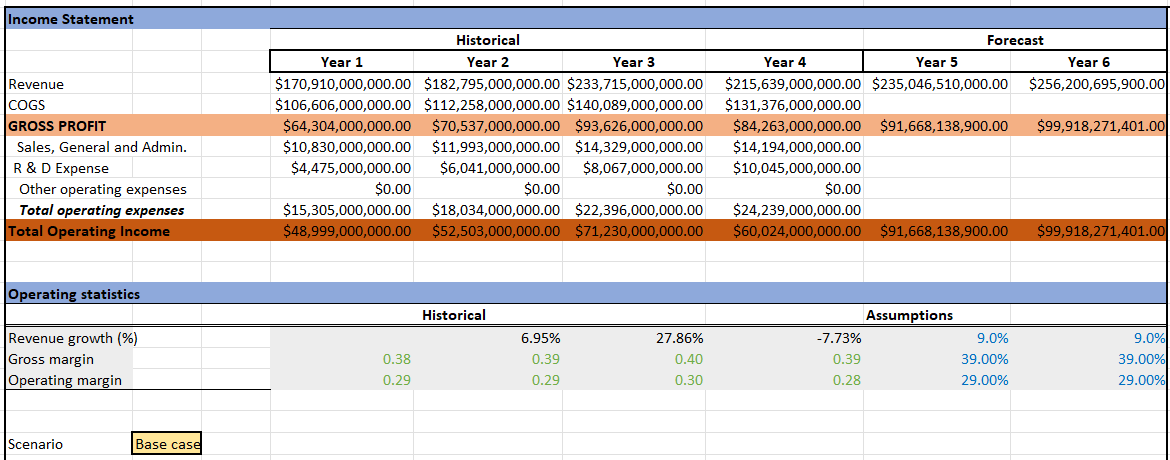 Income Statement
Historical Forecast
Year 1 Year 2 Year 3 Year 4 Year 5 Year 6
Revenue $170,910,000,000.00 $182,795,000,000.00 $233,715,000,000.00 $215,639,000,000.00 $235,046,510,000.00 $256,200,695,900.00
COGS $106,606,000,000.00 $112,258,000,000.00 $140,089,000,000.00 $131,376,000,000.00
GROSS PROFIT $64,304,000,000.00 $70,537,000,000.00 $93,626,000,000.00 $84,263,000,000.00 $91,668,138,900.00 $99,918,271,401.00
Sales, General and Admin. $10,830,000,000.00 $11,993,000,000.00 $14,329,000,000.00 $14,194,000,000.00
R & D Expense $4,475,000,000.00 $6,041,000,000.00 $8,067,000,000.00 $10,045,000,000.00
Other operating expenses $0.00 $0.00 $0.00 $0.00
Total operating expenses $15,305,000,000.00 $18,034,000,000.00 $22,396,000,000.00 $24,239,000,000.00
Total Operating Income $48,999,000,000.00 $52,503,000,000.00 $71,230,000,000.00 $60,024,000,000.00 $91,668,138,900.00 $99,918,271,401.00
Operating statistics
Historical Assumptions
Revenue growth (%) 6.95% 27.86% -7.73% 9.0% 9.0%
Gross margin 0.38 0.39 0.40 0.39 39.00% 39.00%
Operating margin 0.29 0.29 0.30 0.28 29.00% 29.00%
Scenario Base case